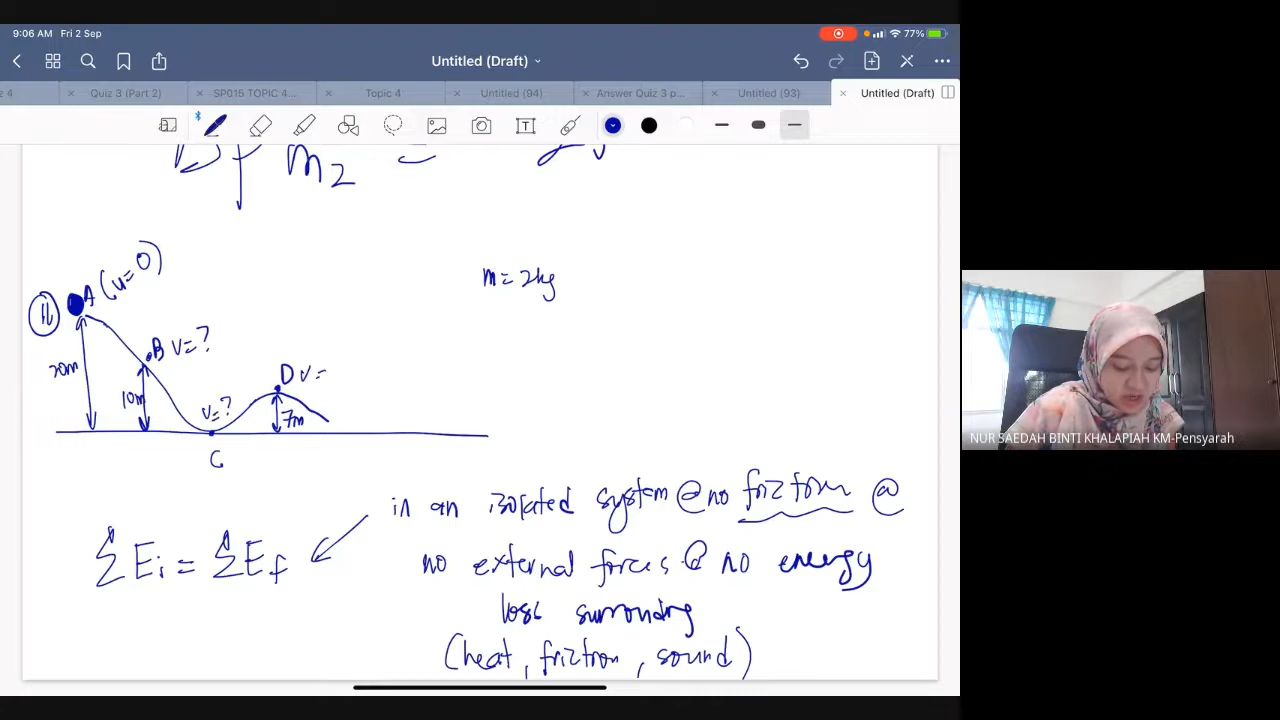 9:06 AM Fri 2 Sep
77%
Untitled (Draft)
4
Quiz 3 (Part 2)
SP015 TOPIC 4...
Topic 4
Untitled (94)
Answer Quiz 3 p...
Untitled (93)
Untitled (Draft)
m2
m = 2kg
A (u = 0)
20m
B v = ?
10m
v = ?
C
D v =
7m
in an isolated system @ no friction @
no external forces @ no energy
loss surrounding
(heat, friction, sound)
ΣEi = ΣEf
NUR SAEDAH BINTI KHALAPIAH KM-Pensyarah